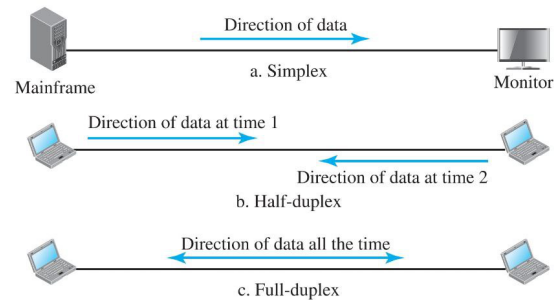 Direction of data
Mainframe
Monitor
a. Simplex
Direction of data at time 1
Direction of data at time 2
b. Half-duplex
Direction of data all the time
c. Full-duplex